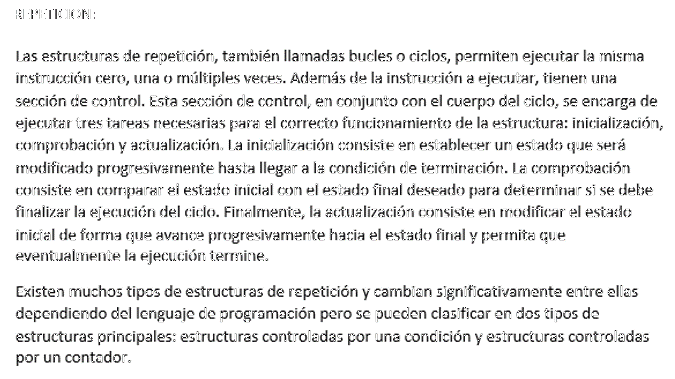 REPETICION:
Las estructuras de repetición, también llamadas bucles o ciclos, permiten ejecutar la misma
instrucción cero, una o múltiples veces. Además de la instrucción a ejecutar, tienen una
sección de control. Esta sección de control, en conjunto con el cuerpo del ciclo, se encarga de
ejecutar tres tareas necesarias para el correcto funcionamiento de la estructura: inicialización,
comprobación y actualización. La inicialización consiste en establecer un estado que será
modificado progresivamente hasta llegar a la condición de terminación. La comprobación
consiste en comparar el estado inicial con el estado final deseado para determinar si se debe
finalizar la ejecución del ciclo. Finalmente, la actualización consiste en modificar el estado
inicial de forma que avance progresivamente hacia el estado final y permita que
eventualmente la ejecución termine.
Existen muchos tipos de estructuras de repetición y cambian significativamente entre ellas
dependiendo del lenguaje de programación pero se pueden clasificar en dos tipos de
estructuras principales: estructuras controladas por una condición y estructuras controladas
por un contador.